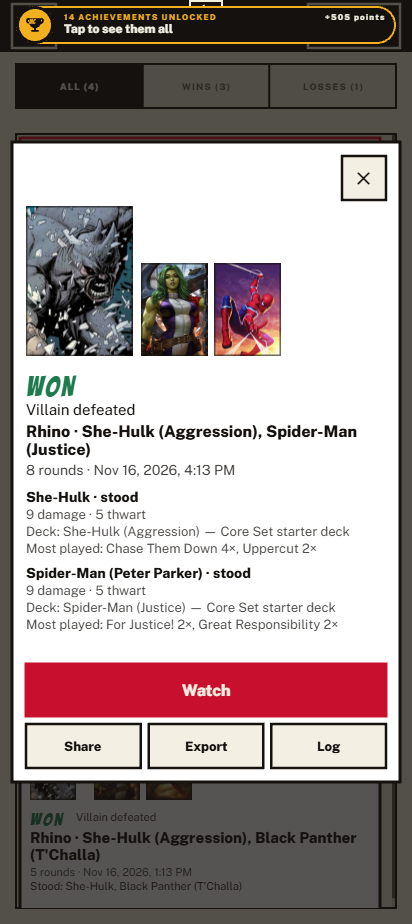 14 ACHIEVEMENTS UNLOCKED
+505 points
Tap to see them all
ALL (4)
WINS (3)
LOSSES (1)
WON
Villain defeated
Rhino · She-Hulk (Aggression), Spider-Man
(Justice)
8 rounds · Nov 16, 2026, 4:13 PM
She-Hulk · stood
9 damage · 5 thwart
Deck: She-Hulk (Aggression) — Core Set starter deck
Most played: Chase Them Down 4×, Uppercut 2×
Spider-Man (Peter Parker) · stood
9 damage · 5 thwart
Deck: Spider-Man (Justice) — Core Set starter deck
Most played: For Justice! 2×, Great Responsibility 2×
Watch
Share
Export
Log
WON Villain defeated
Rhino · She-Hulk (Aggression), Black Panther
(T'Challa)
5 rounds · Nov 16, 2026, 1:13 PM
Stood: She-Hulk, Black Panther (T'Challa)